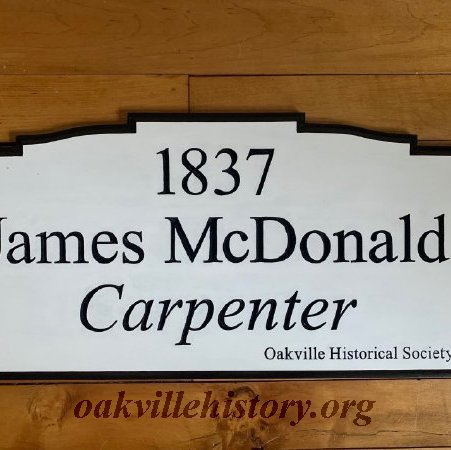 1837
James McDonald
Carpenter
Oakville Historical Society
oakvillehistory.org